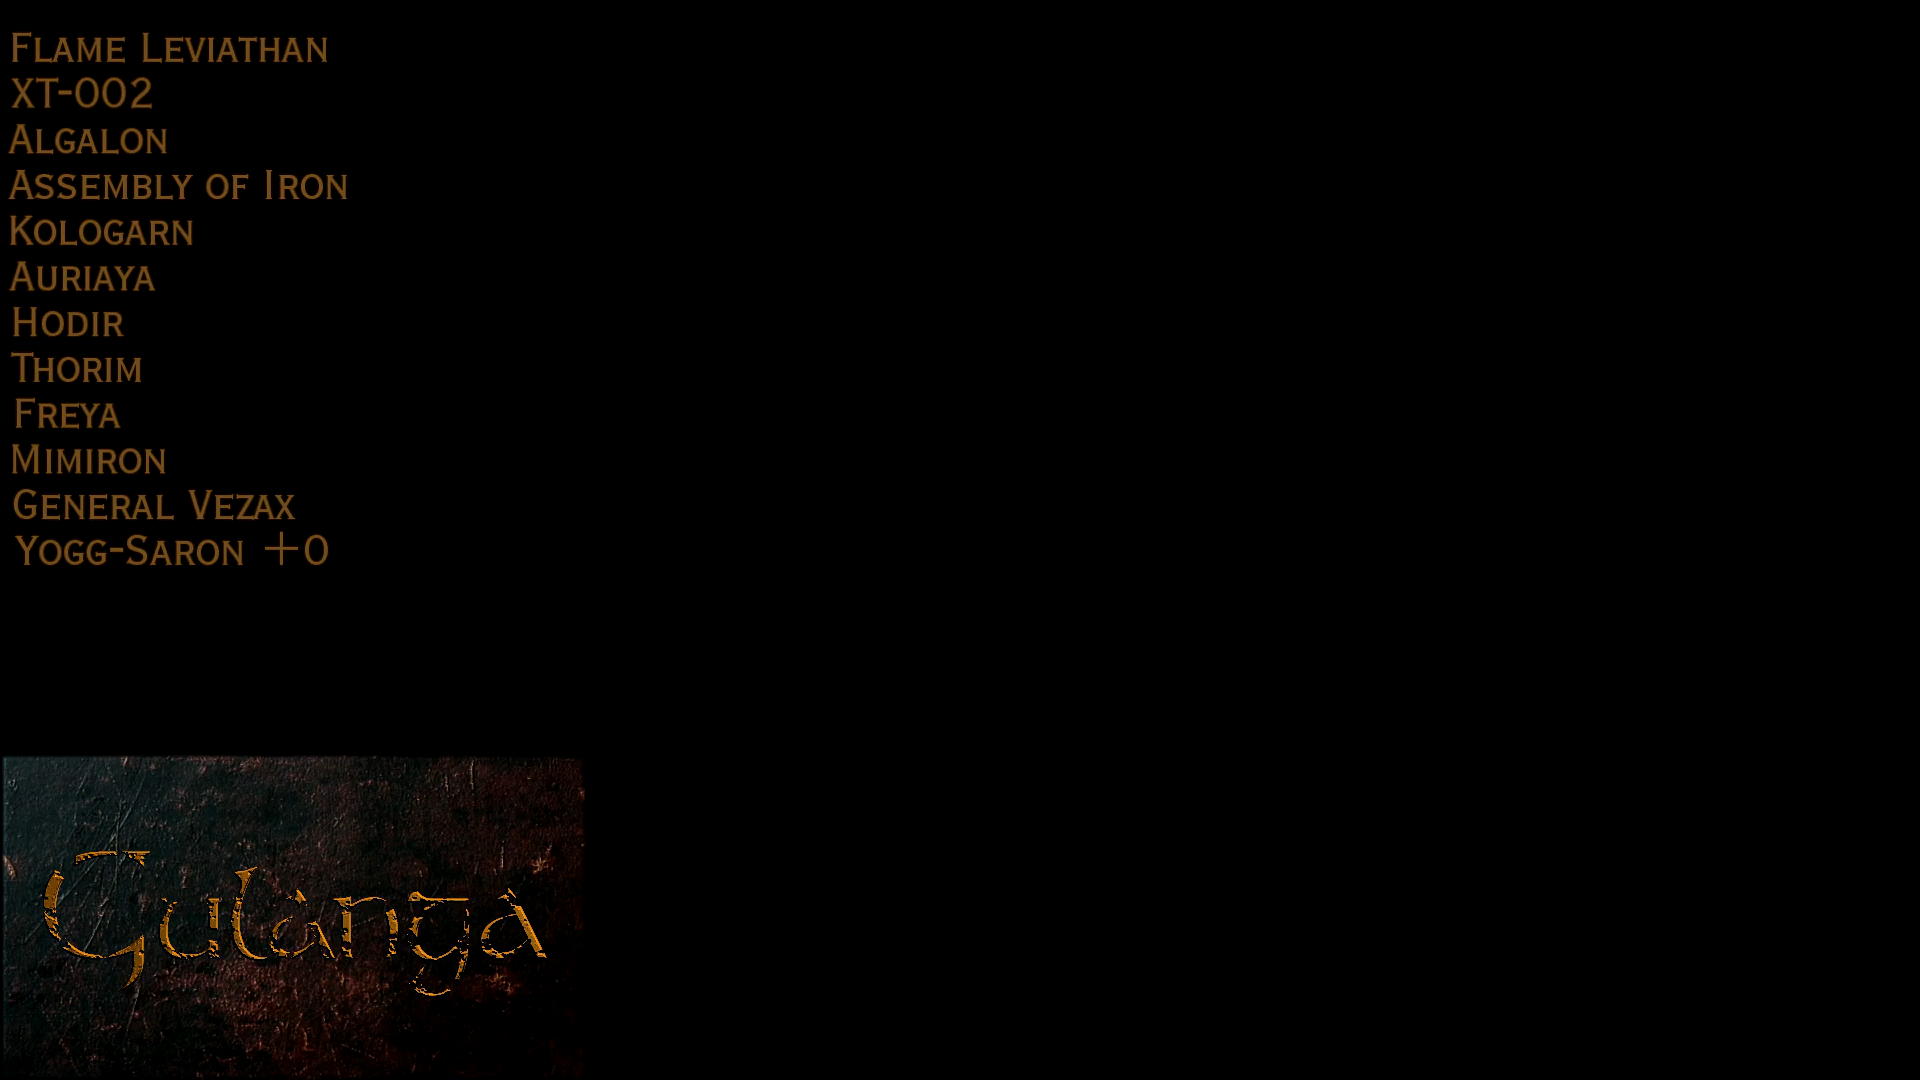 Flame Leviathan
XT-002
Algalon
Assembly of Iron
Kologarn
Auriaya
Hodir
Thorim
Freya
Mimiron
General Vezax
Yogg-Saron +0
Gulanga